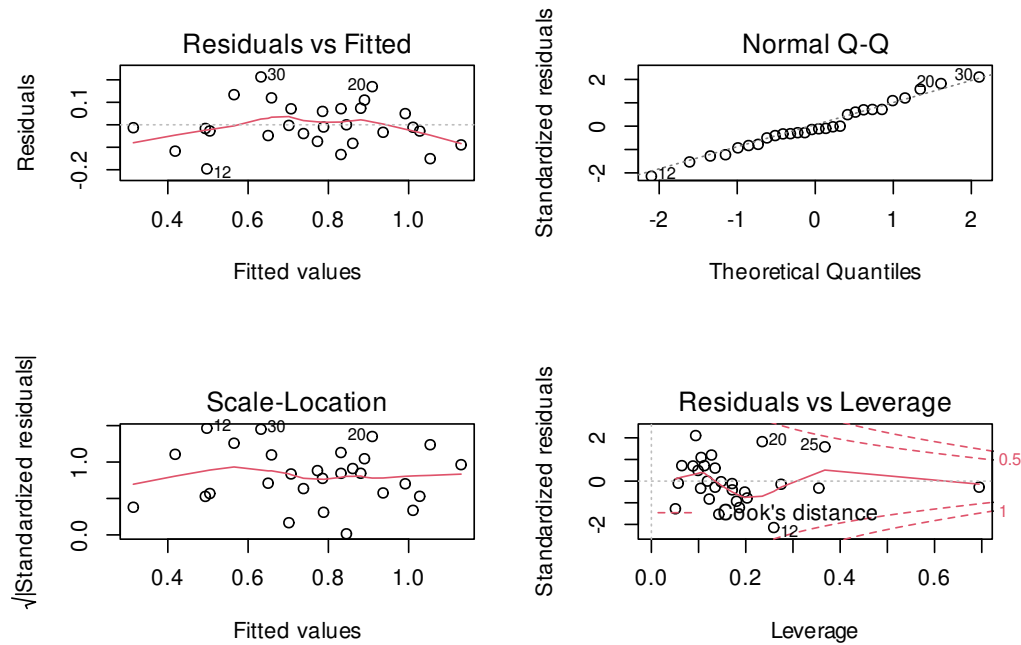 Residuals vs Fitted
Residuals
0.1
-0.2
30
20
12
0.4 0.6 0.8 1.0
Fitted values
Normal Q-Q
Standardized residuals
2
0
-2
20
30
12
-2 -1 0 1 2
Theoretical Quantiles
Scale-Location
√|Standardized residuals|
1.0
0.0
12
30
20
0.4 0.6 0.8 1.0
Fitted values
Residuals vs Leverage
Standardized residuals
2
0
-2
20
25
0.5
1
Cook's distance
12
0.0 0.2 0.4 0.6
Leverage